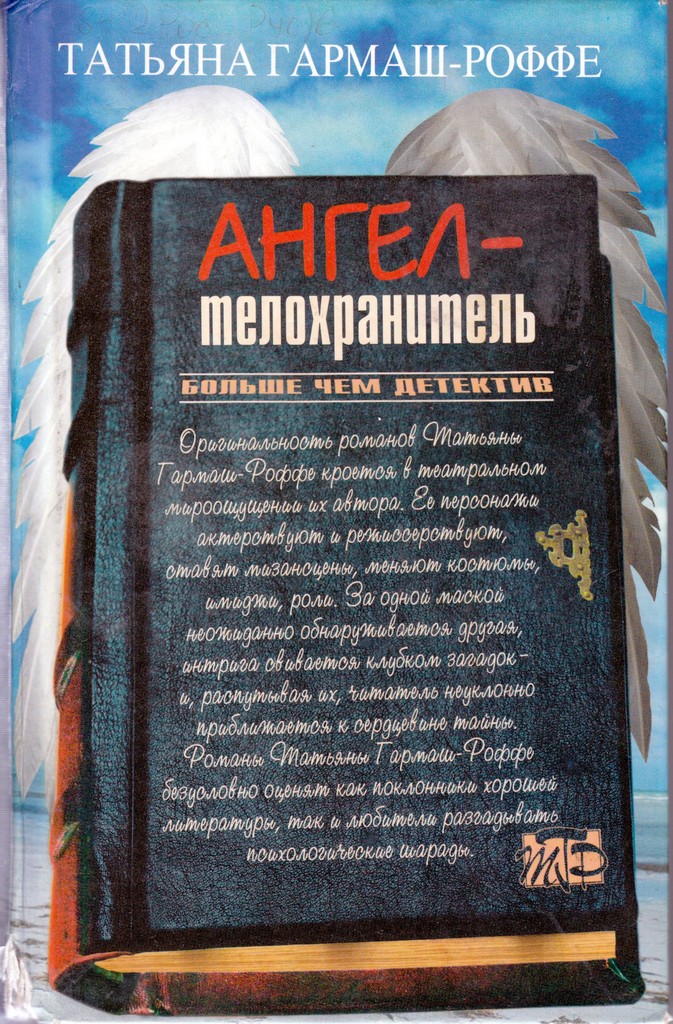 ТАТЬЯНА ГАРМАШ-РОФФЕ
АНГЕЛ-
телохранитель
БОЛЬШЕ ЧЕМ ДЕТЕКТИВ
Оригинальность романов Татьяны
Гармаш-Роффе кроется в театральном
мироощущении их автора. Ее персонажи
актерствуют и режиссерствуют,
ставят мизансцены, меняют костюмы,
имиджи, роли. За одной маской
неожиданно обнаруживается другая,
интрига свивается клубком загадок -
и, распутывая их, читатель неуклонно
приближается к сердцевине тайны.
Романы Татьяны Гармаш-Роффе
безусловно оценят как поклонники хорошей
литературы, так и любители разгадывать
психологические шарады.
ТГР